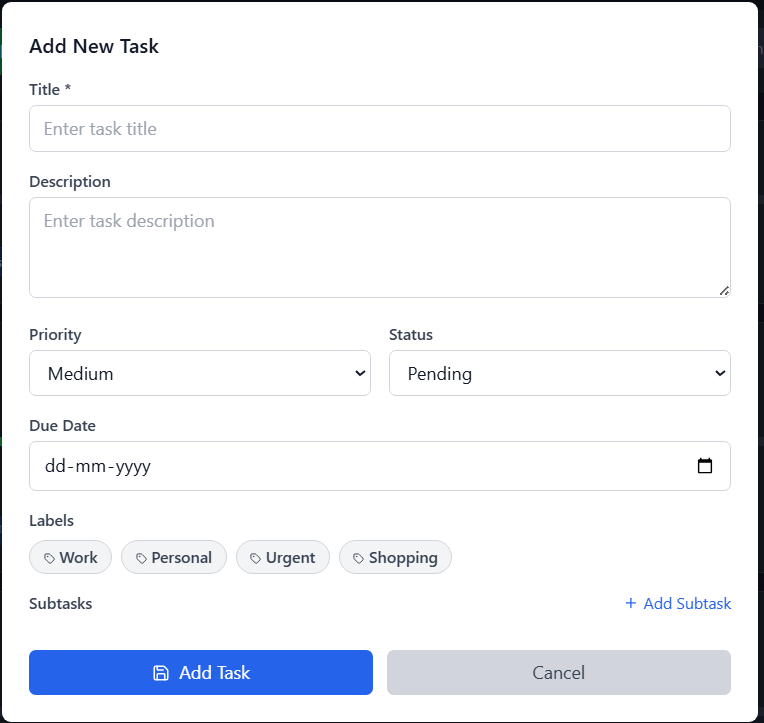 Add New Task
Title *
Enter task title
Description
Enter task description
Priority
Status
Medium
Pending
Due Date
dd-mm-yyyy
Labels
Work
Personal
Urgent
Shopping
Subtasks
+ Add Subtask
Add Task
Cancel